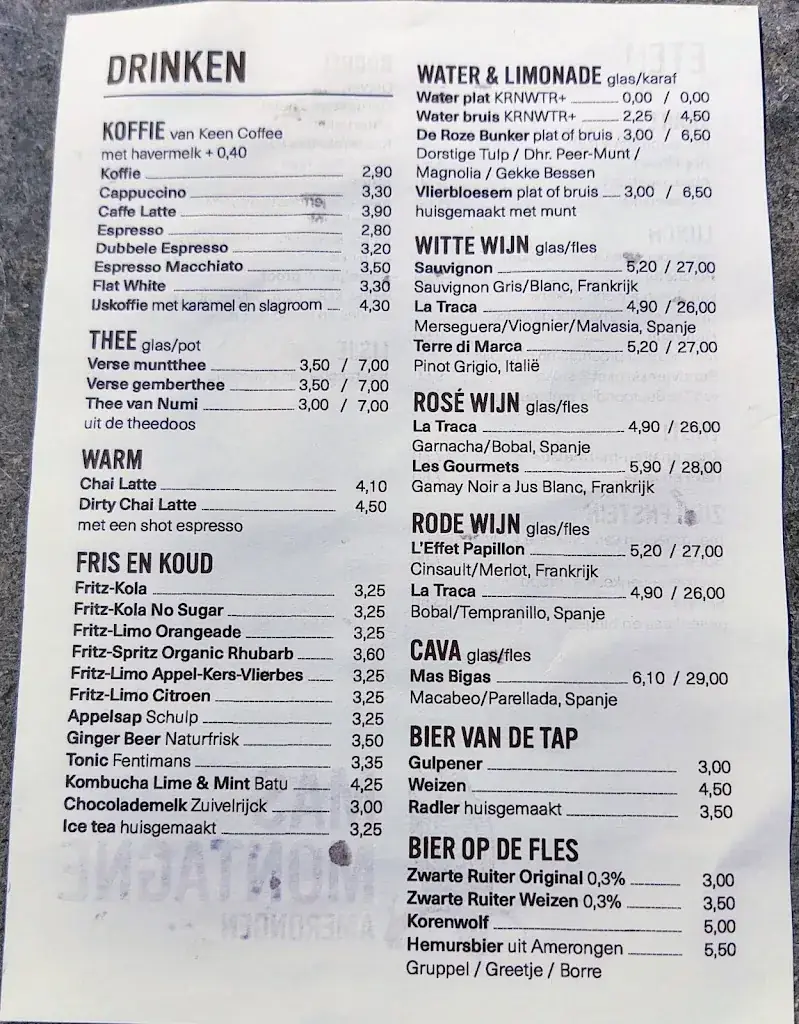 DRINKEN
KOFFIE van Keen Coffee
met havermelk + 0,40
Koffie 2,90
Cappuccino 3,30
Caffe Latte 3,90
Espresso 2,80
Dubbele Espresso 3,20
Espresso Macchiato 3,50
Flat White 3,30
IJskoffie met karamel en slagroom 4,30
THEE glas/pot
Verse muntthee 3,50 / 7,00
Verse gemberthee 3,50 / 7,00
Thee van Numi 3,00 / 7,00
uit de theedoos
WARM
Chai Latte 4,10
Dirty Chai Latte 4,50
met een shot espresso
FRIS EN KOUD
Fritz-Kola 3,25
Fritz-Kola No Sugar 3,25
Fritz-Limo Orangeade 3,25
Fritz-Spritz Organic Rhubarb 3,60
Fritz-Limo Appel-Kers-Vlierbes 3,25
Fritz-Limo Citroen 3,25
Appelsap Schulp 3,25
Ginger Beer Naturfrisk 3,50
Tonic Fentimans 3,35
Kombucha Lime & Mint Batu 4,25
Chocolademelk Zuivelrijck 3,00
Ice tea huisgemaakt 3,25
WATER & LIMONADE glas/karaf
Water plat KRNWTR+ 0,00 / 0,00
Water bruis KRNWTR+ 2,25 / 4,50
De Roze Bunker plat of bruis 3,00 / 6,50
Dorstige Tulp / Dhr. Peer-Munt /
Magnolia / Gekke Bessen
Vlierbloesem plat of bruis 3,00 / 6,50
huisgemaakt met munt
WITTE WIJN glas/fles
Sauvignon 5,20 / 27,00
Sauvignon Gris/Blanc, Frankrijk
La Traca 4,90 / 26,00
Merseguera/Viognier/Malvasia, Spanje
Terre di Marca 5,20 / 27,00
Pinot Grigio, Italië
ROSÉ WIJN glas/fles
La Traca 4,90 / 26,00
Garnacha/Bobal, Spanje
Les Gourmets 5,90 / 28,00
Gamay Noir a Jus Blanc, Frankrijk
RODE WIJN glas/fles
L'Effet Papillon 5,20 / 27,00
Cinsault/Merlot, Frankrijk
La Traca 4,90 / 26,00
Bobal/Tempranillo, Spanje
CAVA glas/fles
Mas Bigas 6,10 / 29,00
Macabeo/Parellada, Spanje
BIER VAN DE TAP
Gulpener 3,00
Weizen 4,50
Radler huisgemaakt 3,50
BIER OP DE FLES
Zwarte Ruiter Original 0,3% 3,00
Zwarte Ruiter Weizen 0,3% 3,50
Korenwolf 5,00
Hemursbier uit Amerongen 5,50
Gruppel / Greetje / Borre